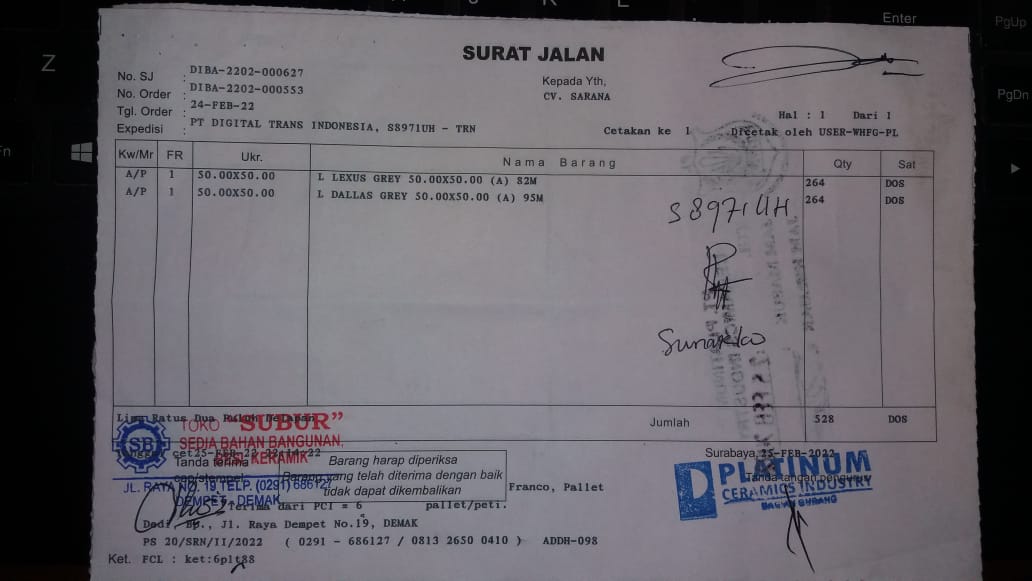 SURAT JALAN
No. SJ : DIBA-2202-000627
No. Order : DIBA-2202-000553
Tgl. Order : 24-FEB-22
Expedisi : PT DIGITAL TRANS INDONESIA, S8971UH - TRN
Kepada Yth,
CV. SARANA
Hal : 1 Dari 1
Cetakan ke 1 Dicetak oleh USER-WHFG-PL
Kw/Mr FR Ukr. Nama Barang Qty Sat
A/P 1 50.00X50.00 L LEXUS GREY 50.00X50.00 (A) 82M 264 DOS
A/P 1 50.00X50.00 L DALLAS GREY 50.00X50.00 (A) 95M 264 DOS
S8971UH
Sunarko
Lima Ratus Dua Puluh Delapan
Jumlah 528 DOS
TOKO "SUBUR"
SB
SEDIA BAHAN BANGUNAN,
KERAMIK
JL. RAYA NO. 19 TELP. (0291) 686127
DEMPET - DEMAK
Tanda terima
cap/stempel
Barang harap diperiksa
Barang yang telah diterima dengan baik
tidak dapat dikembalikan
Surabaya, 25-FEB-2022
Tanda tangan pengurus
PLATINUM
CERAMICS INDUSTRY
BAGIAN GUDANG
Franco, Pallet
Terima dari PCI = 6 pallet/peti.
Dedi, Bp., Jl. Raya Dempet No.19, DEMAK
PS 20/SRN/II/2022 ( 0291 - 686127 / 0813 2650 0410 ) ADDH-098
Ket. FCL : ket:6plt88
Z
Enter
PgUp
PgDn